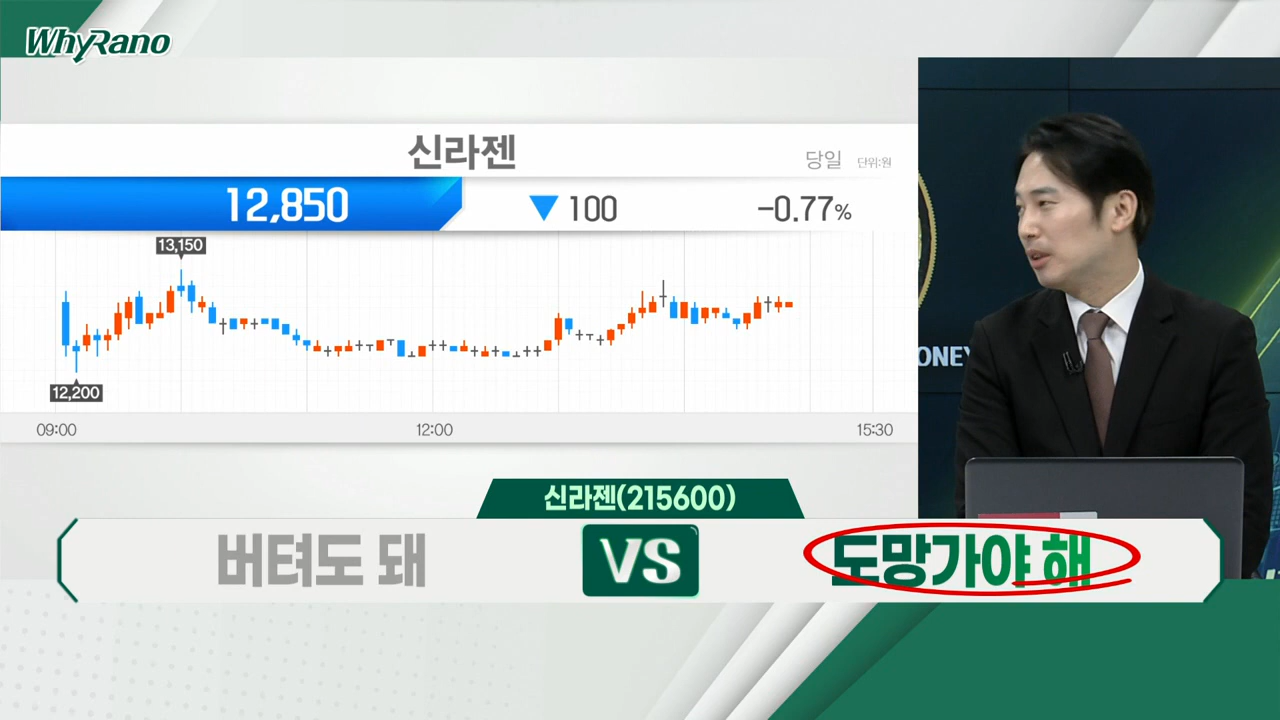 WhyRano
신라젠
당일 단위:원
12,850 ▼100 -0.77%
13,150
12,200
09:00 12:00 15:30
ONEY
신라젠(215600)
버텨도 돼 VS 도망가야 해